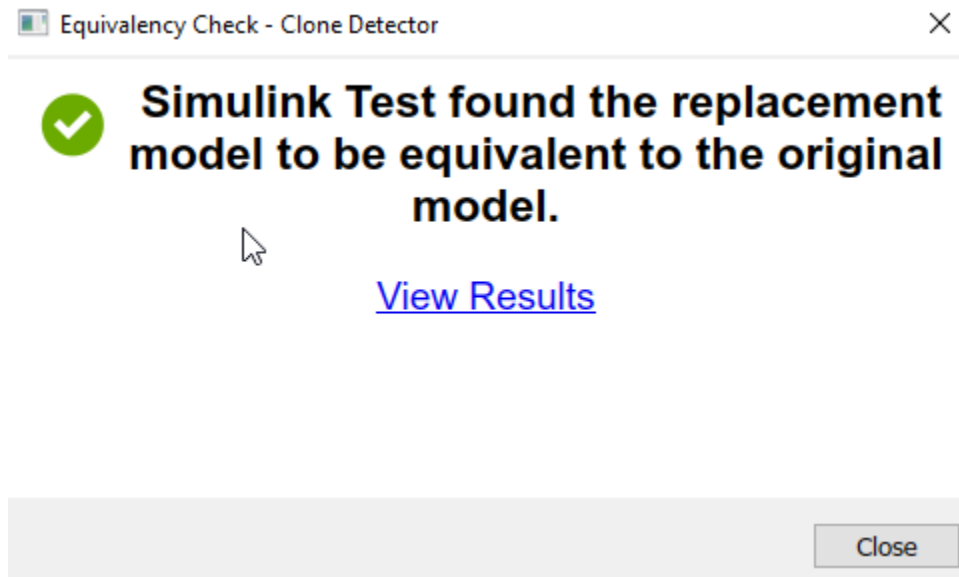 Equivalency Check - Clone Detector
Simulink Test found the replacement
model to be equivalent to the original
model.
View Results
Close